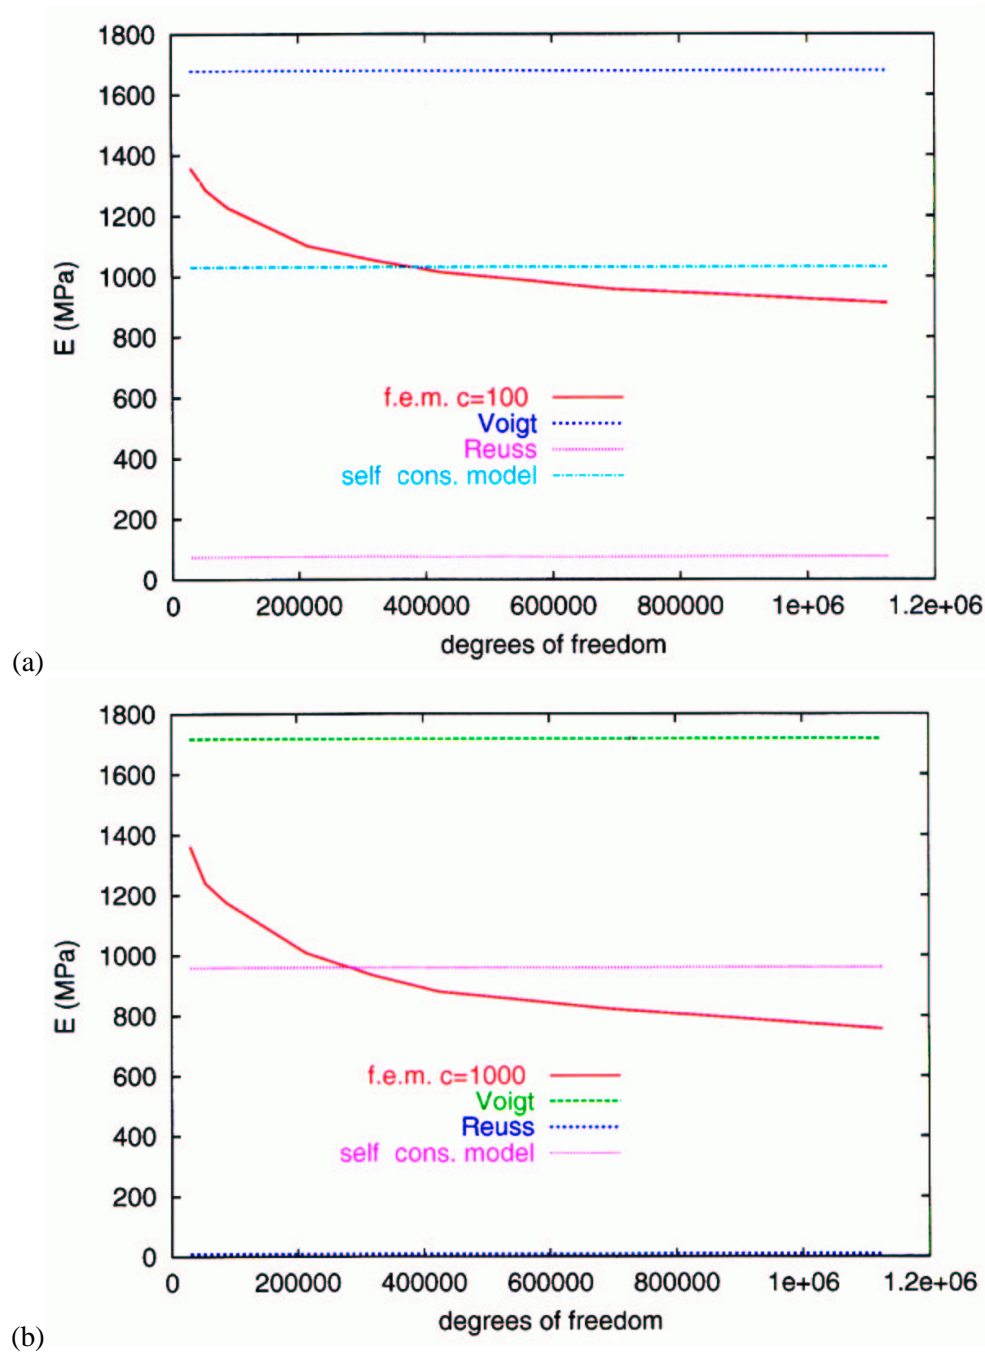 1800
1600
1400
1200
1000
800
600
400
200
0
E (MPa)
f.e.m. c=100
Voigt
Reuss
self cons. model
0 200000 400000 600000 800000 1e+06 1.2e+06
degrees of freedom
(a)
1800
1600
1400
1200
1000
800
600
400
200
0
E (MPa)
f.e.m. c=1000
Voigt
Reuss
self cons. model
0 200000 400000 600000 800000 1e+06 1.2e+06
degrees of freedom
(b)